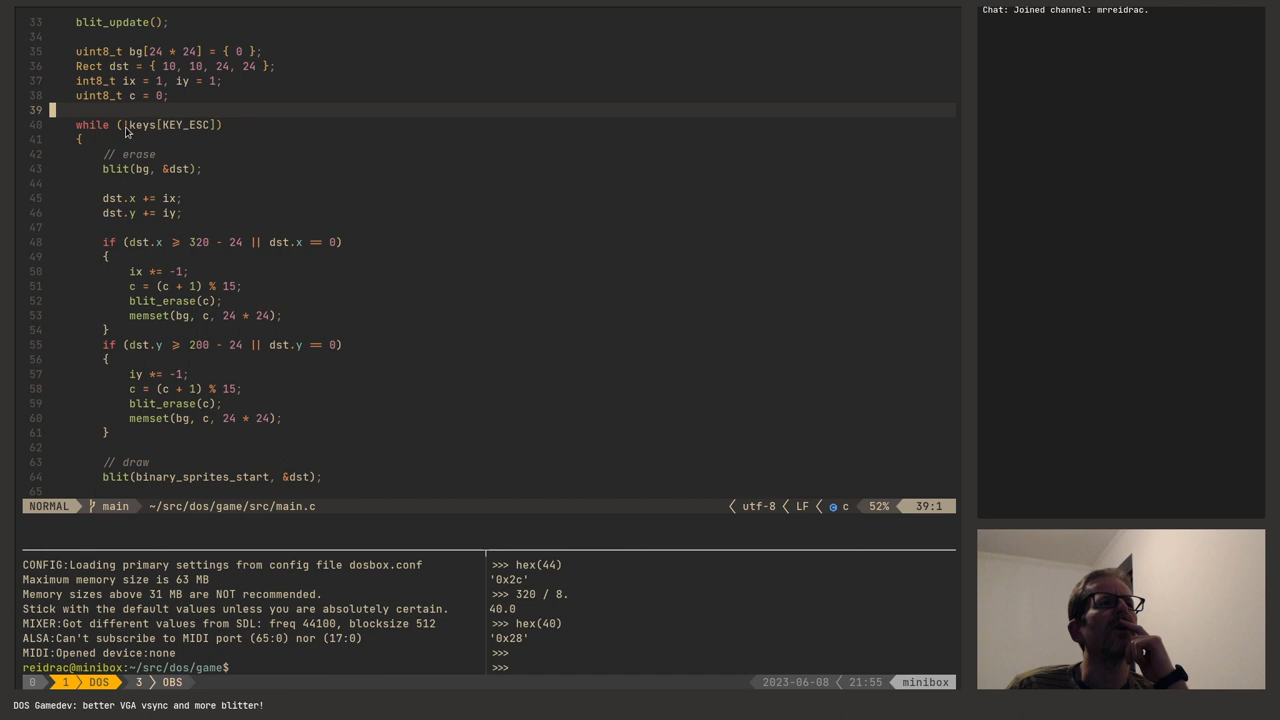 Chat: Joined channel: mrreidrac.
33 blit_update();
34
35 uint8_t bg[24 * 24] = { 0 };
36 Rect dst = { 10, 10, 24, 24 };
37 int8_t ix = 1, iy = 1;
38 uint8_t c = 0;
39
40 while (!keys[KEY_ESC])
41 {
42 // erase
43 blit(bg, &dst);
44
45 dst.x += ix;
46 dst.y += iy;
47
48 if (dst.x ⩾ 320 - 24 || dst.x == 0)
49 {
50 ix *= -1;
51 c = (c + 1) % 15;
52 blit_erase(c);
53 memset(bg, c, 24 * 24);
54 }
55 if (dst.y ⩾ 200 - 24 || dst.y == 0)
56 {
57 iy *= -1;
58 c = (c + 1) % 15;
59 blit_erase(c);
60 memset(bg, c, 24 * 24);
61 }
62
63 // draw
64 blit(binary_sprites_start, &dst);
65
NORMAL main ~/src/dos/game/src/main.c utf-8 LF c 52% 39:1
CONFIG:Loading primary settings from config file dosbox.conf
Maximum memory size is 63 MB
Memory sizes above 31 MB are NOT recommended.
Stick with the default values unless you are absolutely certain.
MIXER:Got different values from SDL: freq 44100, blocksize 512
ALSA:Can't subscribe to MIDI port (65:0) nor (17:0)
MIDI:Opened device:none
reidrac@minibox:~/src/dos/game$
>>> hex(44)
'0x2c'
>>> 320 / 8.
40.0
>>> hex(40)
'0x28'
>>>
>>>
0 1 DOS 3 OBS 2023-06-08 21:55 minibox
DOS Gamedev: better VGA vsync and more blitter!